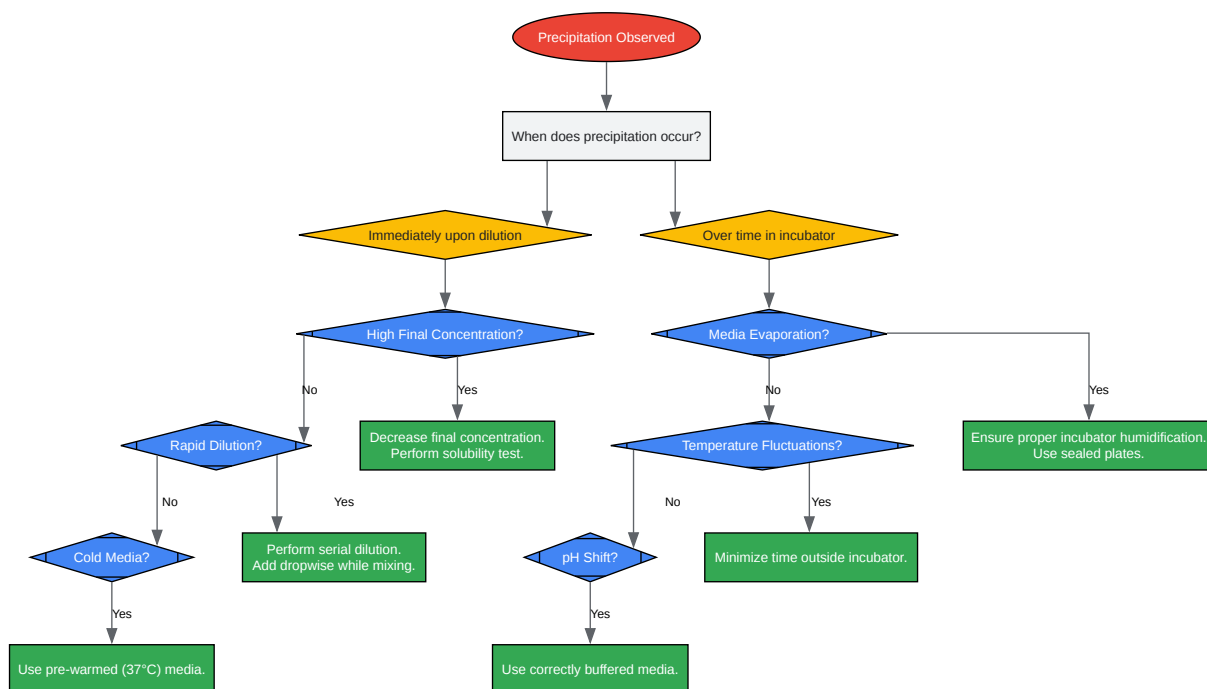 Precipitation Observed
When does precipitation occur?
Immediately upon dilution
Over time in incubator
High Final Concentration?
Media Evaporation?
No
Yes
No
Yes
Rapid Dilution?
Decrease final concentration.
Perform solubility test.
Temperature Fluctuations?
Ensure proper incubator humidification.
Use sealed plates.
No
Yes
No
Yes
Cold Media?
Perform serial dilution.
Add dropwise while mixing.
pH Shift?
Minimize time outside incubator.
Yes
Yes
Use pre-warmed (37°C) media.
Use correctly buffered media.